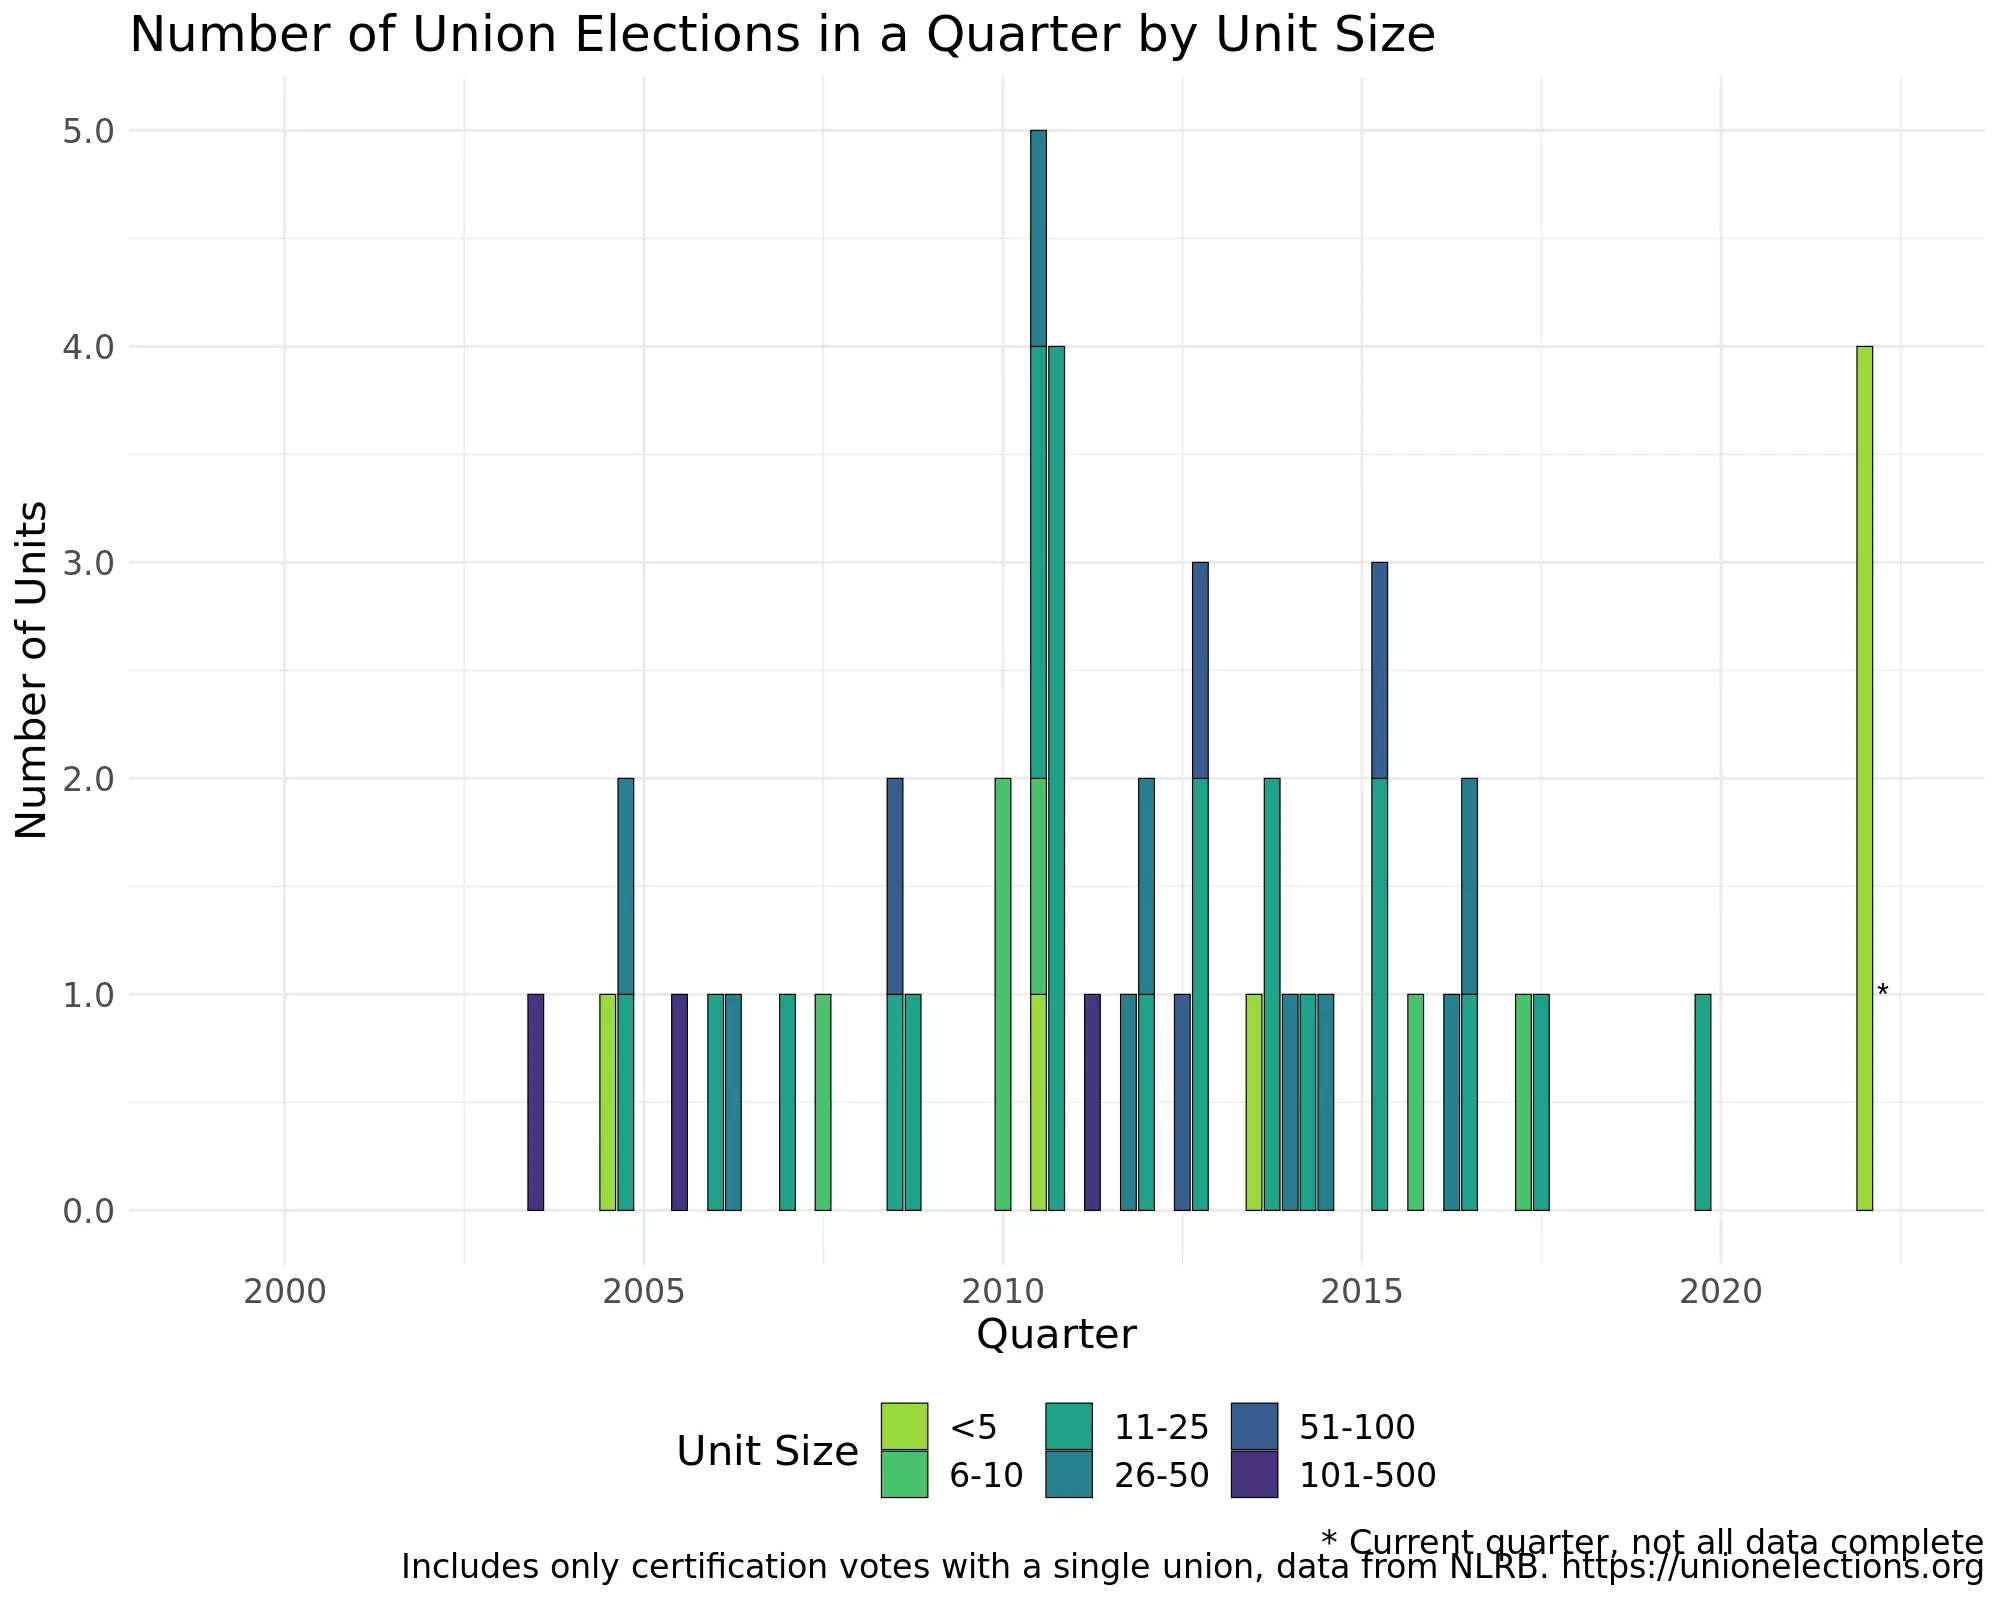 Number of Union Elections in a Quarter by Unit Size
Number of Units
5.0
4.0
3.0
2.0
1.0
0.0
*
2000 2005 2010 2015 2020
Quarter
Unit Size
<5 11-25 51-100
6-10 26-50 101-500
* Current quarter, not all data complete
Includes only certification votes with a single union, data from NLRB. https://unionelections.org